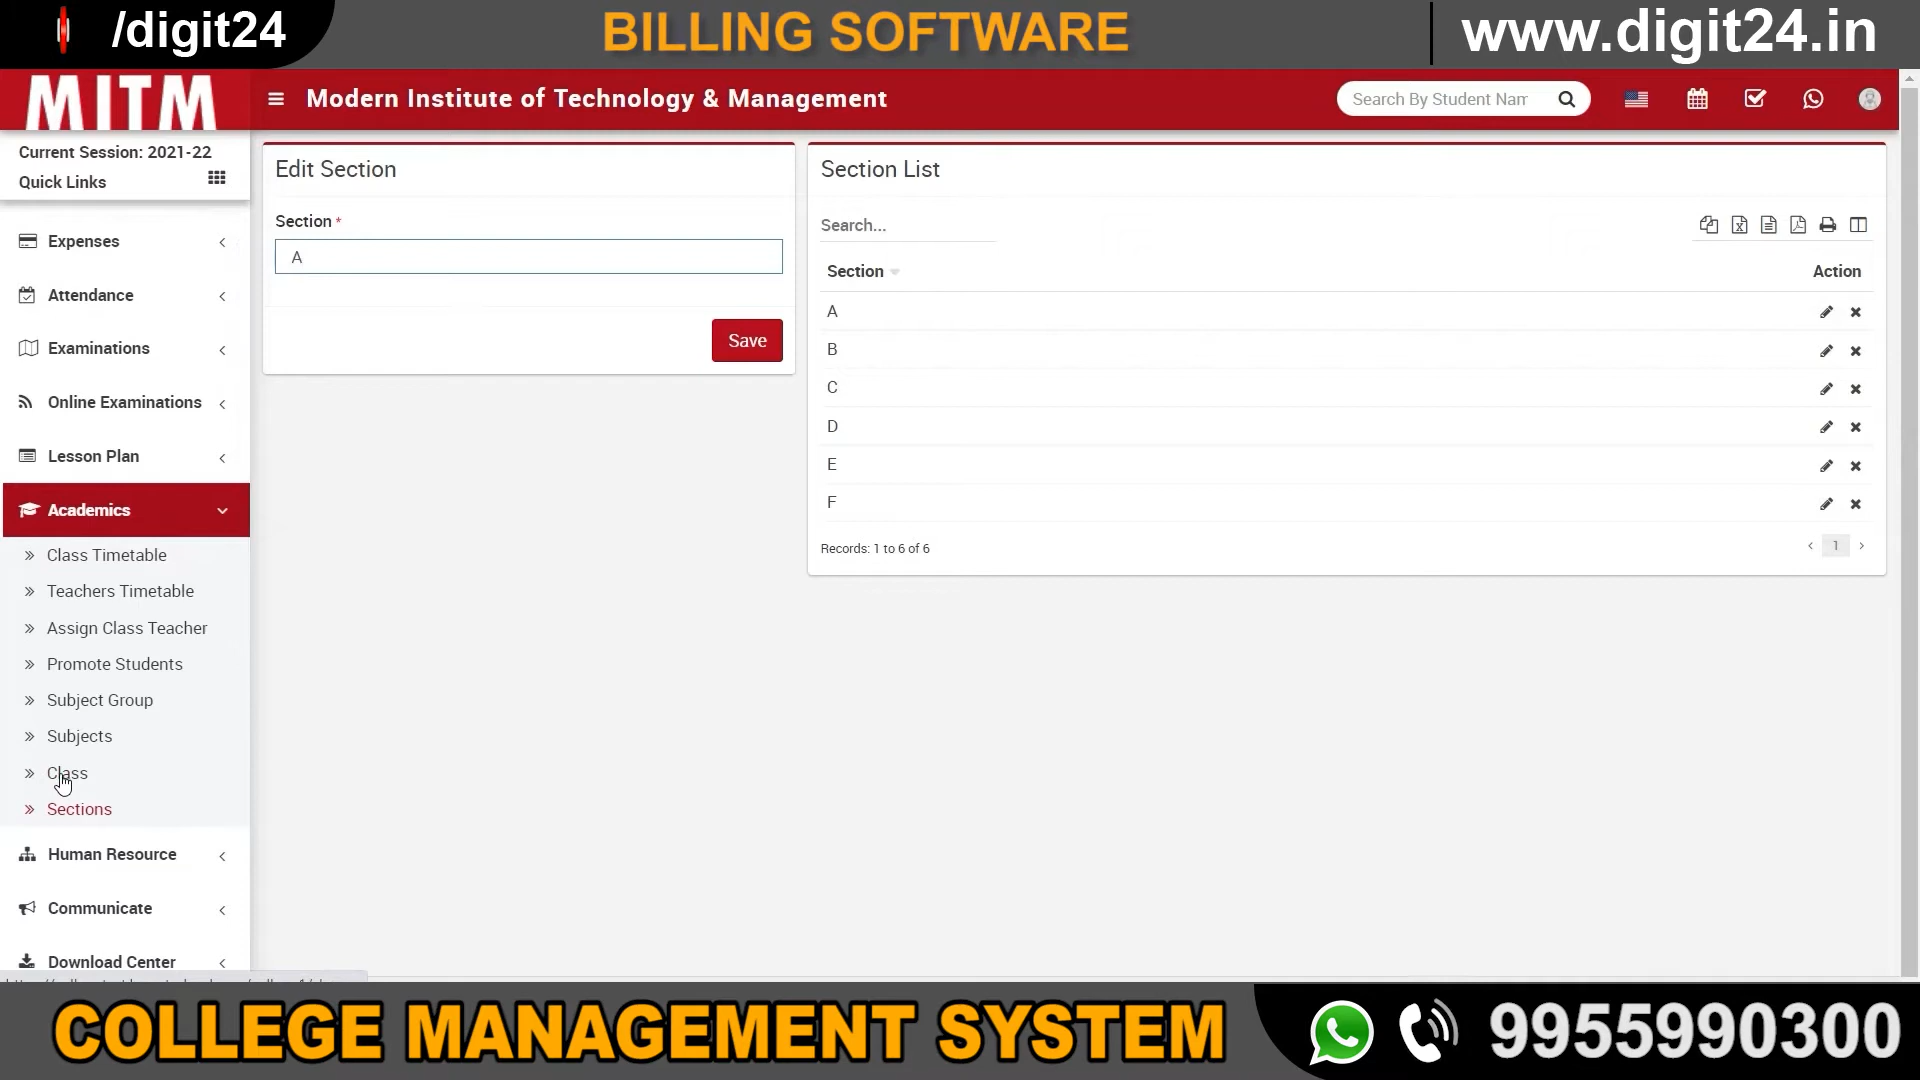 /digit24
BILLING SOFTWARE
www.digit24.in
MITM
Modern Institute of Technology & Management
Search By Student Nam
Current Session: 2021-22
Quick Links
Expenses
Attendance
Examinations
Online Examinations
Lesson Plan
Academics
Class Timetable
Teachers Timetable
Assign Class Teacher
Promote Students
Subject Group
Subjects
Class
Sections
Human Resource
Communicate
Download Center
Edit Section
Section *
A
Save
Section List
Search...
Section Action
A
B
C
D
E
F
Records: 1 to 6 of 6
1
COLLEGE MANAGEMENT SYSTEM
9955990300